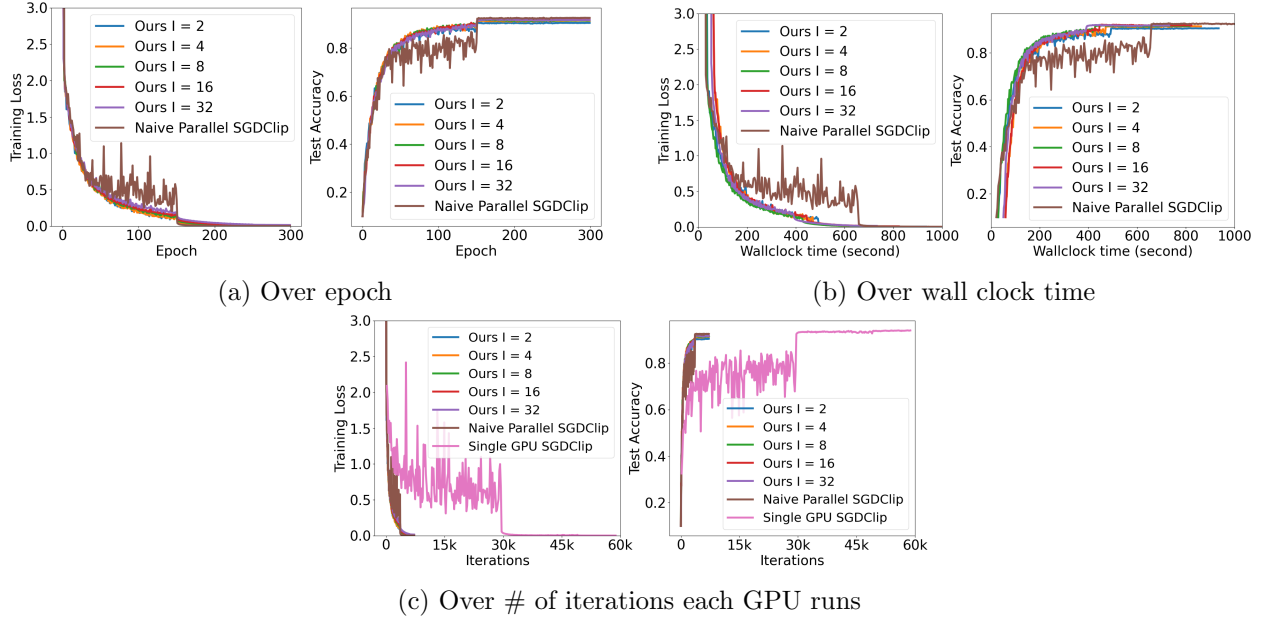 Training Loss
3.0
2.5
2.0
1.5
1.0
0.5
0.0
Ours I = 2
Ours I = 4
Ours I = 8
Ours I = 16
Ours I = 32
Naive Parallel SGDClip
0 100 200 300
Epoch
Test Accuracy
0.8
0.6
0.4
0.2
Ours I = 2
Ours I = 4
Ours I = 8
Ours I = 16
Ours I = 32
Naive Parallel SGDClip
0 100 200 300
Epoch
(a) Over epoch
Training Loss
3.0
2.5
2.0
1.5
1.0
0.5
0.0
Ours I = 2
Ours I = 4
Ours I = 8
Ours I = 16
Ours I = 32
Naive Parallel SGDClip
0 200 400 600 800 1000
Wallclock time (second)
Test Accuracy
0.8
0.6
0.4
0.2
Ours I = 2
Ours I = 4
Ours I = 8
Ours I = 16
Ours I = 32
Naive Parallel SGDClip
0 200 400 600 800 1000
Wallclock time (second)
(b) Over wall clock time
Training Loss
3.0
2.5
2.0
1.5
1.0
0.5
0.0
Ours I = 2
Ours I = 4
Ours I = 8
Ours I = 16
Ours I = 32
Naive Parallel SGDClip
Single GPU SGDClip
0 15k 30k 45k 60k
Iterations
Test Accuracy
0.8
0.6
0.4
0.2
Ours I = 2
Ours I = 4
Ours I = 8
Ours I = 16
Ours I = 32
Naive Parallel SGDClip
Single GPU SGDClip
0 15k 30k 45k 60k
Iterations
(c) Over # of iterations each GPU runs